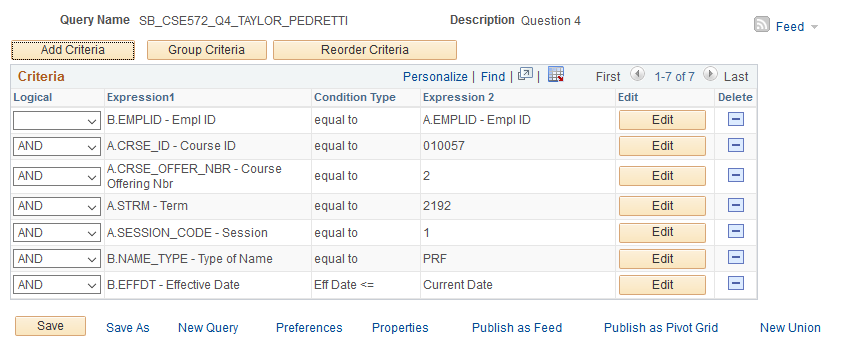 Query Name SB_CSE572_Q4_TAYLOR_PEDRETTI Description Question 4
Feed
Add Criteria Group Criteria Reorder Criteria
Criteria Personalize | Find | | First 1-7 of 7 Last
Logical Expression1 Condition Type Expression 2 Edit Delete
B.EMPLID - Empl ID equal to A.EMPLID - Empl ID Edit
AND A.CRSE_ID - Course ID equal to 010057 Edit
AND A.CRSE_OFFER_NBR - Course Offering Nbr equal to 2 Edit
AND A.STRM - Term equal to 2192 Edit
AND A.SESSION_CODE - Session equal to 1 Edit
AND B.NAME_TYPE - Type of Name equal to PRF Edit
AND B.EFFDT - Effective Date Eff Date <= Current Date Edit
Save Save As New Query Preferences Properties Publish as Feed Publish as Pivot Grid New Union